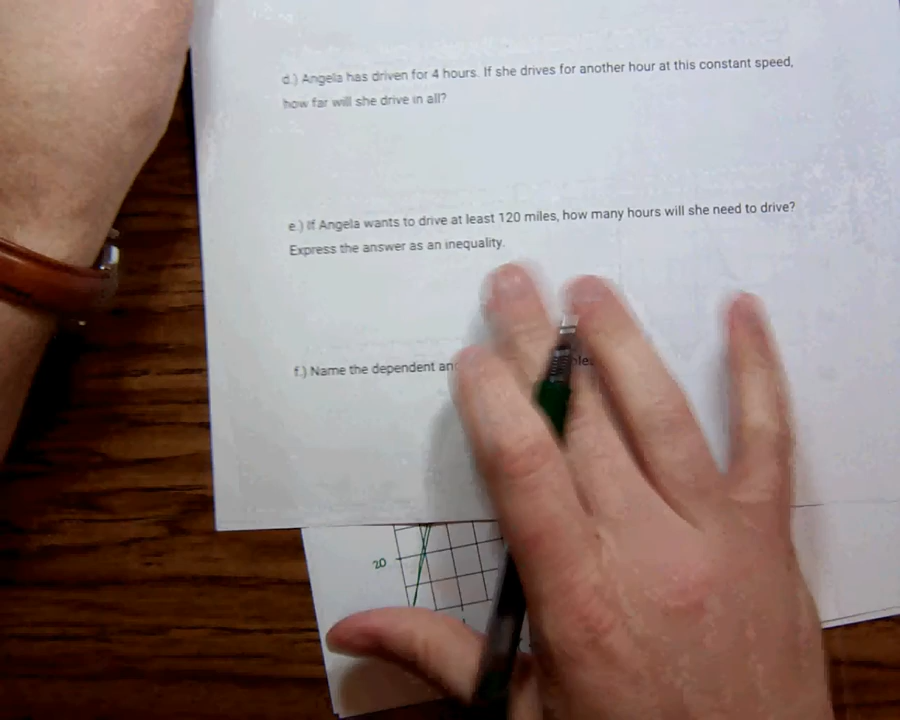 d.) Angela has driven for 4 hours. If she drives for another hour at this constant speed,
how far will she drive in all?
e.) If Angela wants to drive at least 120 miles, how many hours will she need to drive?
Express the answer as an inequality.
f.) Name the dependent
20